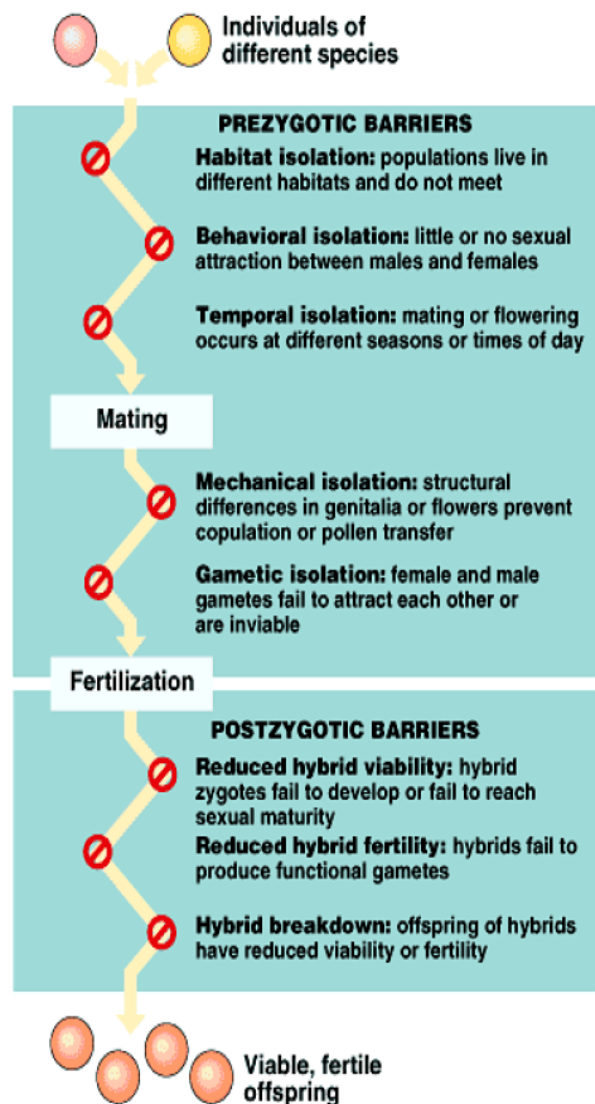 Individuals of
different species
PREZYGOTIC BARRIERS
Habitat isolation: populations live in
different habitats and do not meet
Behavioral isolation: little or no sexual
attraction between males and females
Temporal isolation: mating or flowering
occurs at different seasons or times of day
Mating
Mechanical isolation: structural
differences in genitalia or flowers prevent
copulation or pollen transfer
Gametic isolation: female and male
gametes fail to attract each other or
are inviable
Fertilization
POSTZYGOTIC BARRIERS
Reduced hybrid viability: hybrid
zygotes fail to develop or fail to reach
sexual maturity
Reduced hybrid fertility: hybrids fail to
produce functional gametes
Hybrid breakdown: offspring of hybrids
have reduced viability or fertility
Viable, fertile
offspring